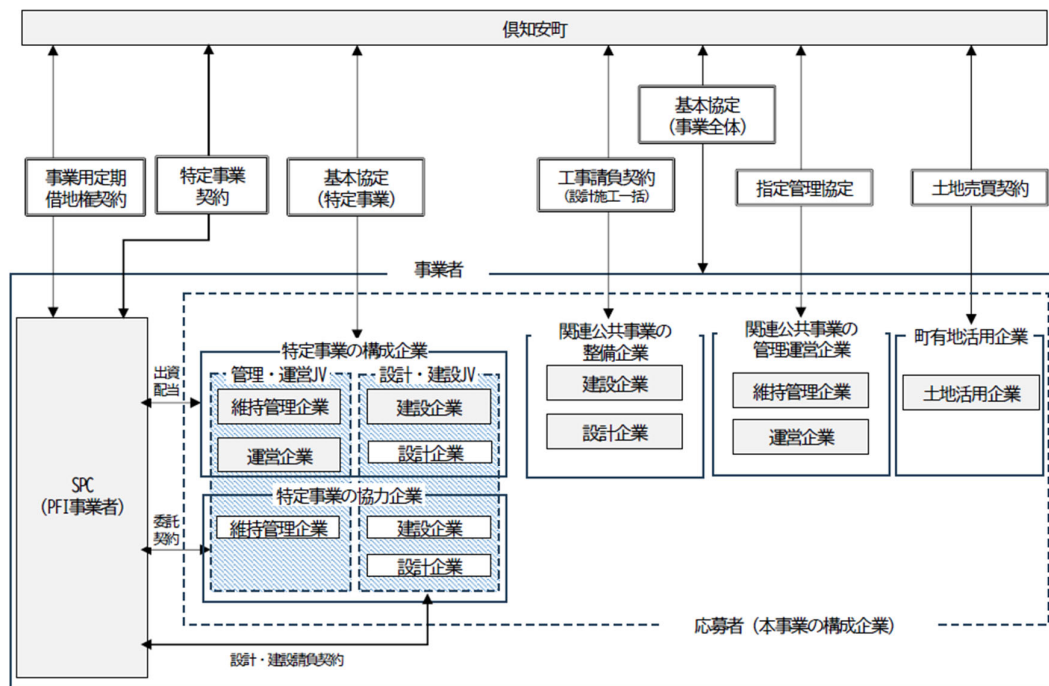 倶知安町
基本協定
(事業全体)
事業用定期
借地権契約
特定事業
契約
基本協定
(特定事業)
工事請負契約
(設計施工一括)
指定管理協定
土地売買契約
事業者
特定事業の構成企業
管理・運営JV
設計・建設JV
維持管理企業
建設企業
運営企業
設計企業
関連公共事業の
整備企業
建設企業
設計企業
関連公共事業の
管理運営企業
維持管理企業
運営企業
町有地活用企業
土地活用企業
出資
配当
SPC
(PFI事業者)
特定事業の協力企業
維持管理企業
建設企業
設計企業
委託
契約
応募者(本事業の構成企業)
設計・建設請負契約